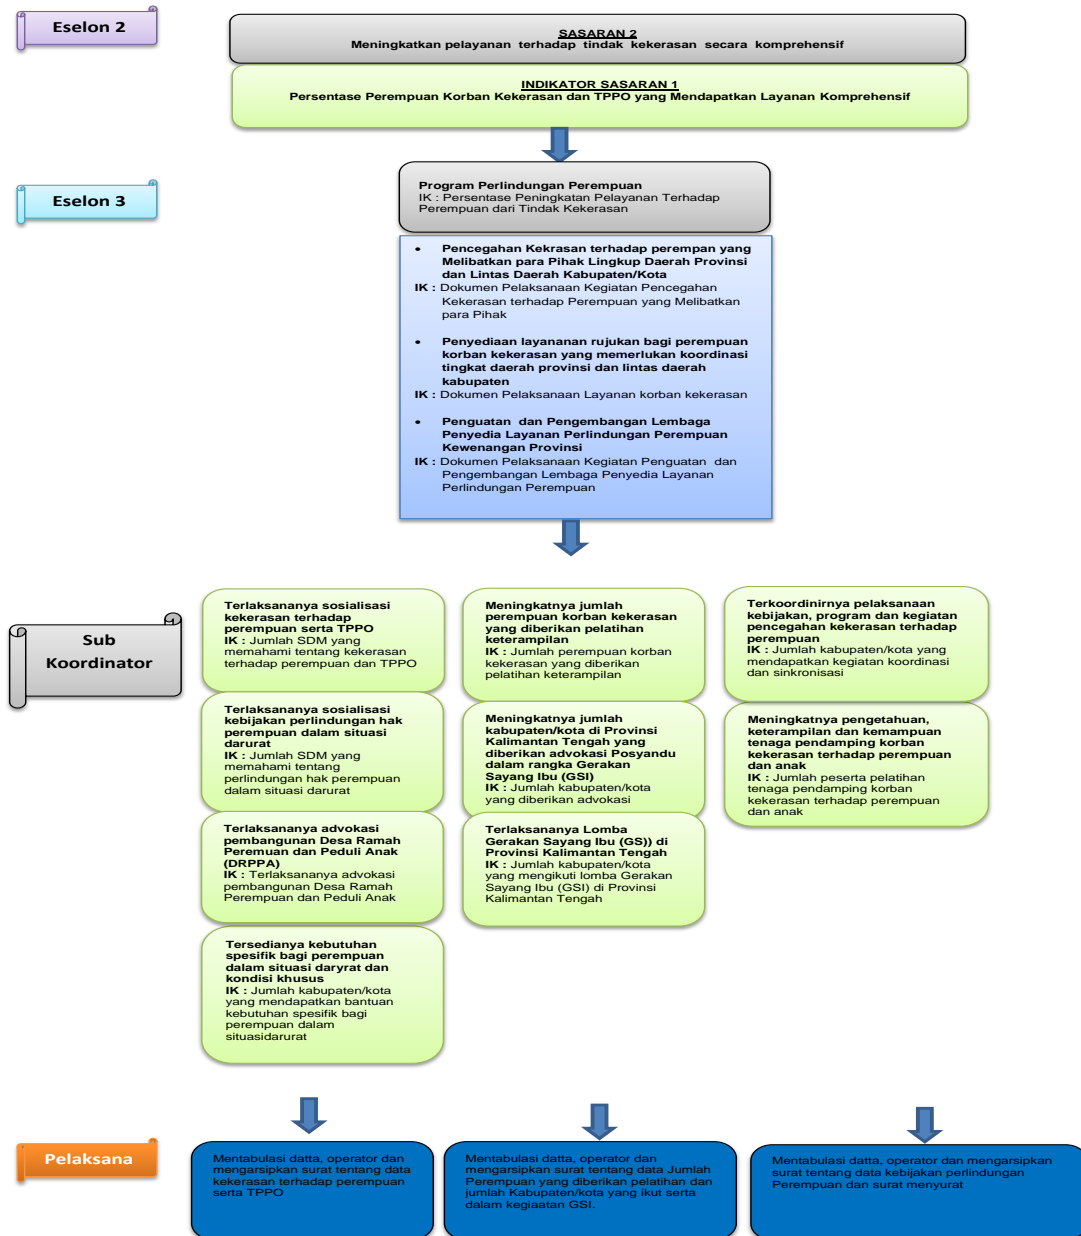 Eselon 2
SASARAN 2
Meningkatkan pelayanan terhadap tindak kekerasan secara komprehensif
INDIKATOR SASARAN 1
Persentase Perempuan Korban Kekerasan dan TPPO yang Mendapatkan Layanan Komprehensif
Eselon 3
Program Perlindungan Perempuan
IK : Persentase Peningkatan Pelayanan Terhadap
Perempuan dari Tindak Kekerasan
• Pencegahan Kekrasan terhadap perempan yang
Melibatkan para Pihak Lingkup Daerah Provinsi
dan Lintas Daerah Kabupaten/Kota
IK : Dokumen Pelaksanaan Kegiatan Pencegahan
Kekerasan terhadap Perempuan yang Melibatkan
para Pihak
• Penyediaan layananan rujukan bagi perempuan
korban kekerasan yang memerlukan koordinasi
tingkat daerah provinsi dan lintas daerah
kabupaten
IK : Dokumen Pelaksanaan Layanan korban kekerasan
• Penguatan dan Pengembangan Lembaga
Penyedia Layanan Perlindungan Perempuan
Kewenangan Provinsi
IK : Dokumen Pelaksanaan Kegiatan Penguatan dan
Pengembangan Lembaga Penyedia Layanan
Perlindungan Perempuan
Sub
Koordinator
Terlaksananya sosialisasi
kekerasan terhadap
perempuan serta TPPO
IK : Jumlah SDM yang
memahami tentang kekerasan
terhadap perempuan dan TPPO
Terlaksananya sosialisasi
kebijakan perlindungan hak
perempuan dalam situasi
darurat
IK : Jumlah SDM yang
memahami tentang
perlindungan hak perempuan
dalam situasi darurat
Terlaksananya advokasi
pembangunan Desa Ramah
Peremuan dan Peduli Anak
(DRPPA)
IK : Terlaksananya advokasi
pembangunan Desa Ramah
Perempuan dan Peduli Anak
Tersedianya kebutuhan
spesifik bagi perempuan
dalam situasi daryrat dan
kondisi khusus
IK : Jumlah kabupaten/kota
yang mendapatkan bantuan
kebutuhan spesifik bagi
perempuan dalam
situasidarurat
Meningkatnya jumlah
perempuan korban kekerasan
yang diberikan pelatihan
keterampilan
IK : Jumlah perempuan korban
kekerasan yang diberikan
pelatihan keterampilan
Meningkatnya jumlah
kabupaten/kota di Provinsi
Kalimantan Tengah yang
diberikan advokasi Posyandu
dalam rangka Gerakan
Sayang Ibu (GSI)
IK : Jumlah kabupaten/kota
yang diberikan advokasi
Terlaksananya Lomba
Gerakan Sayang Ibu (GS)) di
Provinsi Kalimantan Tengah
IK : Jumlah kabupaten/kota
yang mengikuti lomba Gerakan
Sayang Ibu (GSI) di Provinsi
Kalimantan Tengah
Terkoordinirnya pelaksanaan
kebijakan, program dan kegiatan
pencegahan kekerasan terhadap
perempuan
IK : Jumlah kabupaten/kota yang
mendapatkan kegiatan koordinasi
dan sinkronisasi
Meningkatnya pengetahuan,
keterampilan dan kemampuan
tenaga pendamping korban
kekerasan terhadap perempuan
dan anak
IK : Jumlah peserta pelatihan
tenaga pendamping korban
kekerasan terhadap perempuan
dan anak
Pelaksana
Mentabulasi datta, operator dan
mengarsipkan surat tentang data
kekerasan terhadap perempuan
serta TPPO
Mentabulasi datta, operator dan
mengarsipkan surat tentang data Jumlah
Perempuan yang diberikan pelatihan dan
jumlah Kabupaten/kota yang ikut serta
dalam kegiaatan GSI.
Mentabulasi datta, operator dan mengarsipkan
surat tentang data kebijakan perlindungan
Perempuan dan surat menyurat